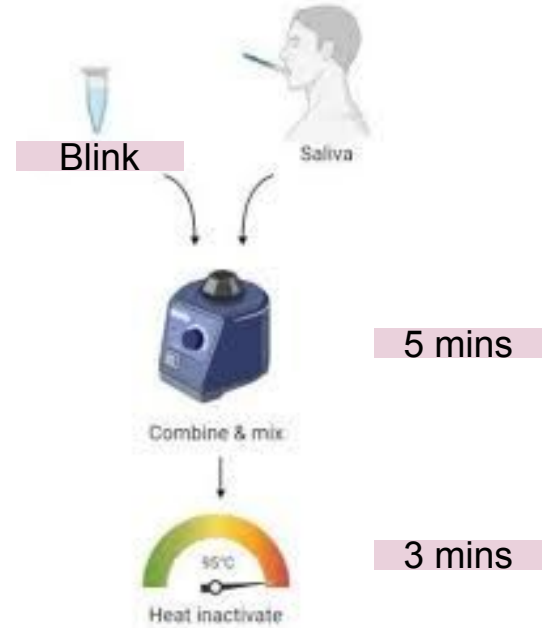 Blink
Saliva
5 mins
Combine & mix
95°C
3 mins
Heat inactivate